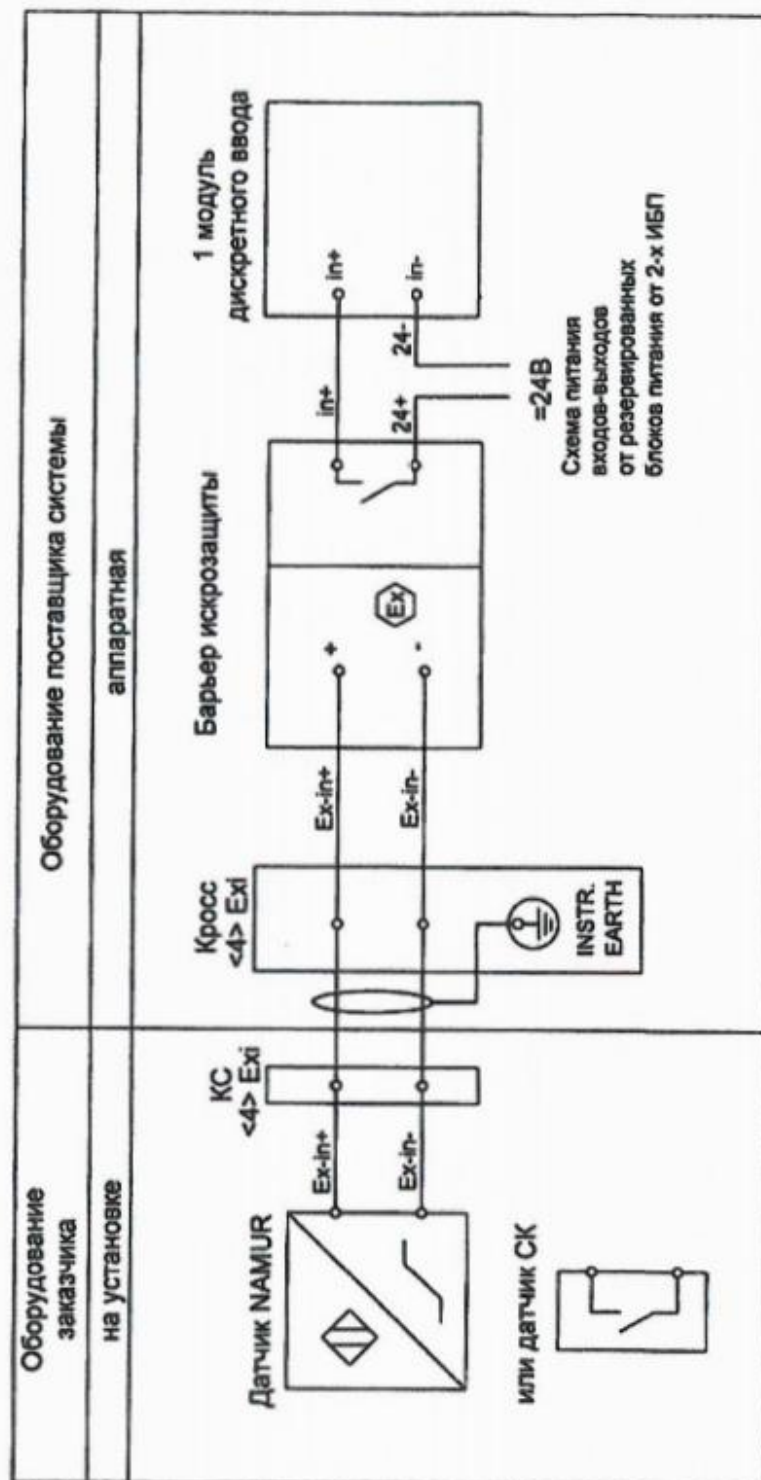 Оборудование
заказчика
Оборудование поставщика системы
на установке
аппаратная
Датчик NAMUR
Ex-in+
Ex-in-
КС
<4> Exi
Кросс
<4> Exi
INSTR.
EARTH
Ex-in+
Ex-in-
Барьер искрозащиты
+
-
Ex
in+
24+
24-
1 модуль
дискретного ввода
in+
in-
=24В
Схема питания
входов-выходов
от резервированных
блоков питания от 2-х ИБП
или датчик СК